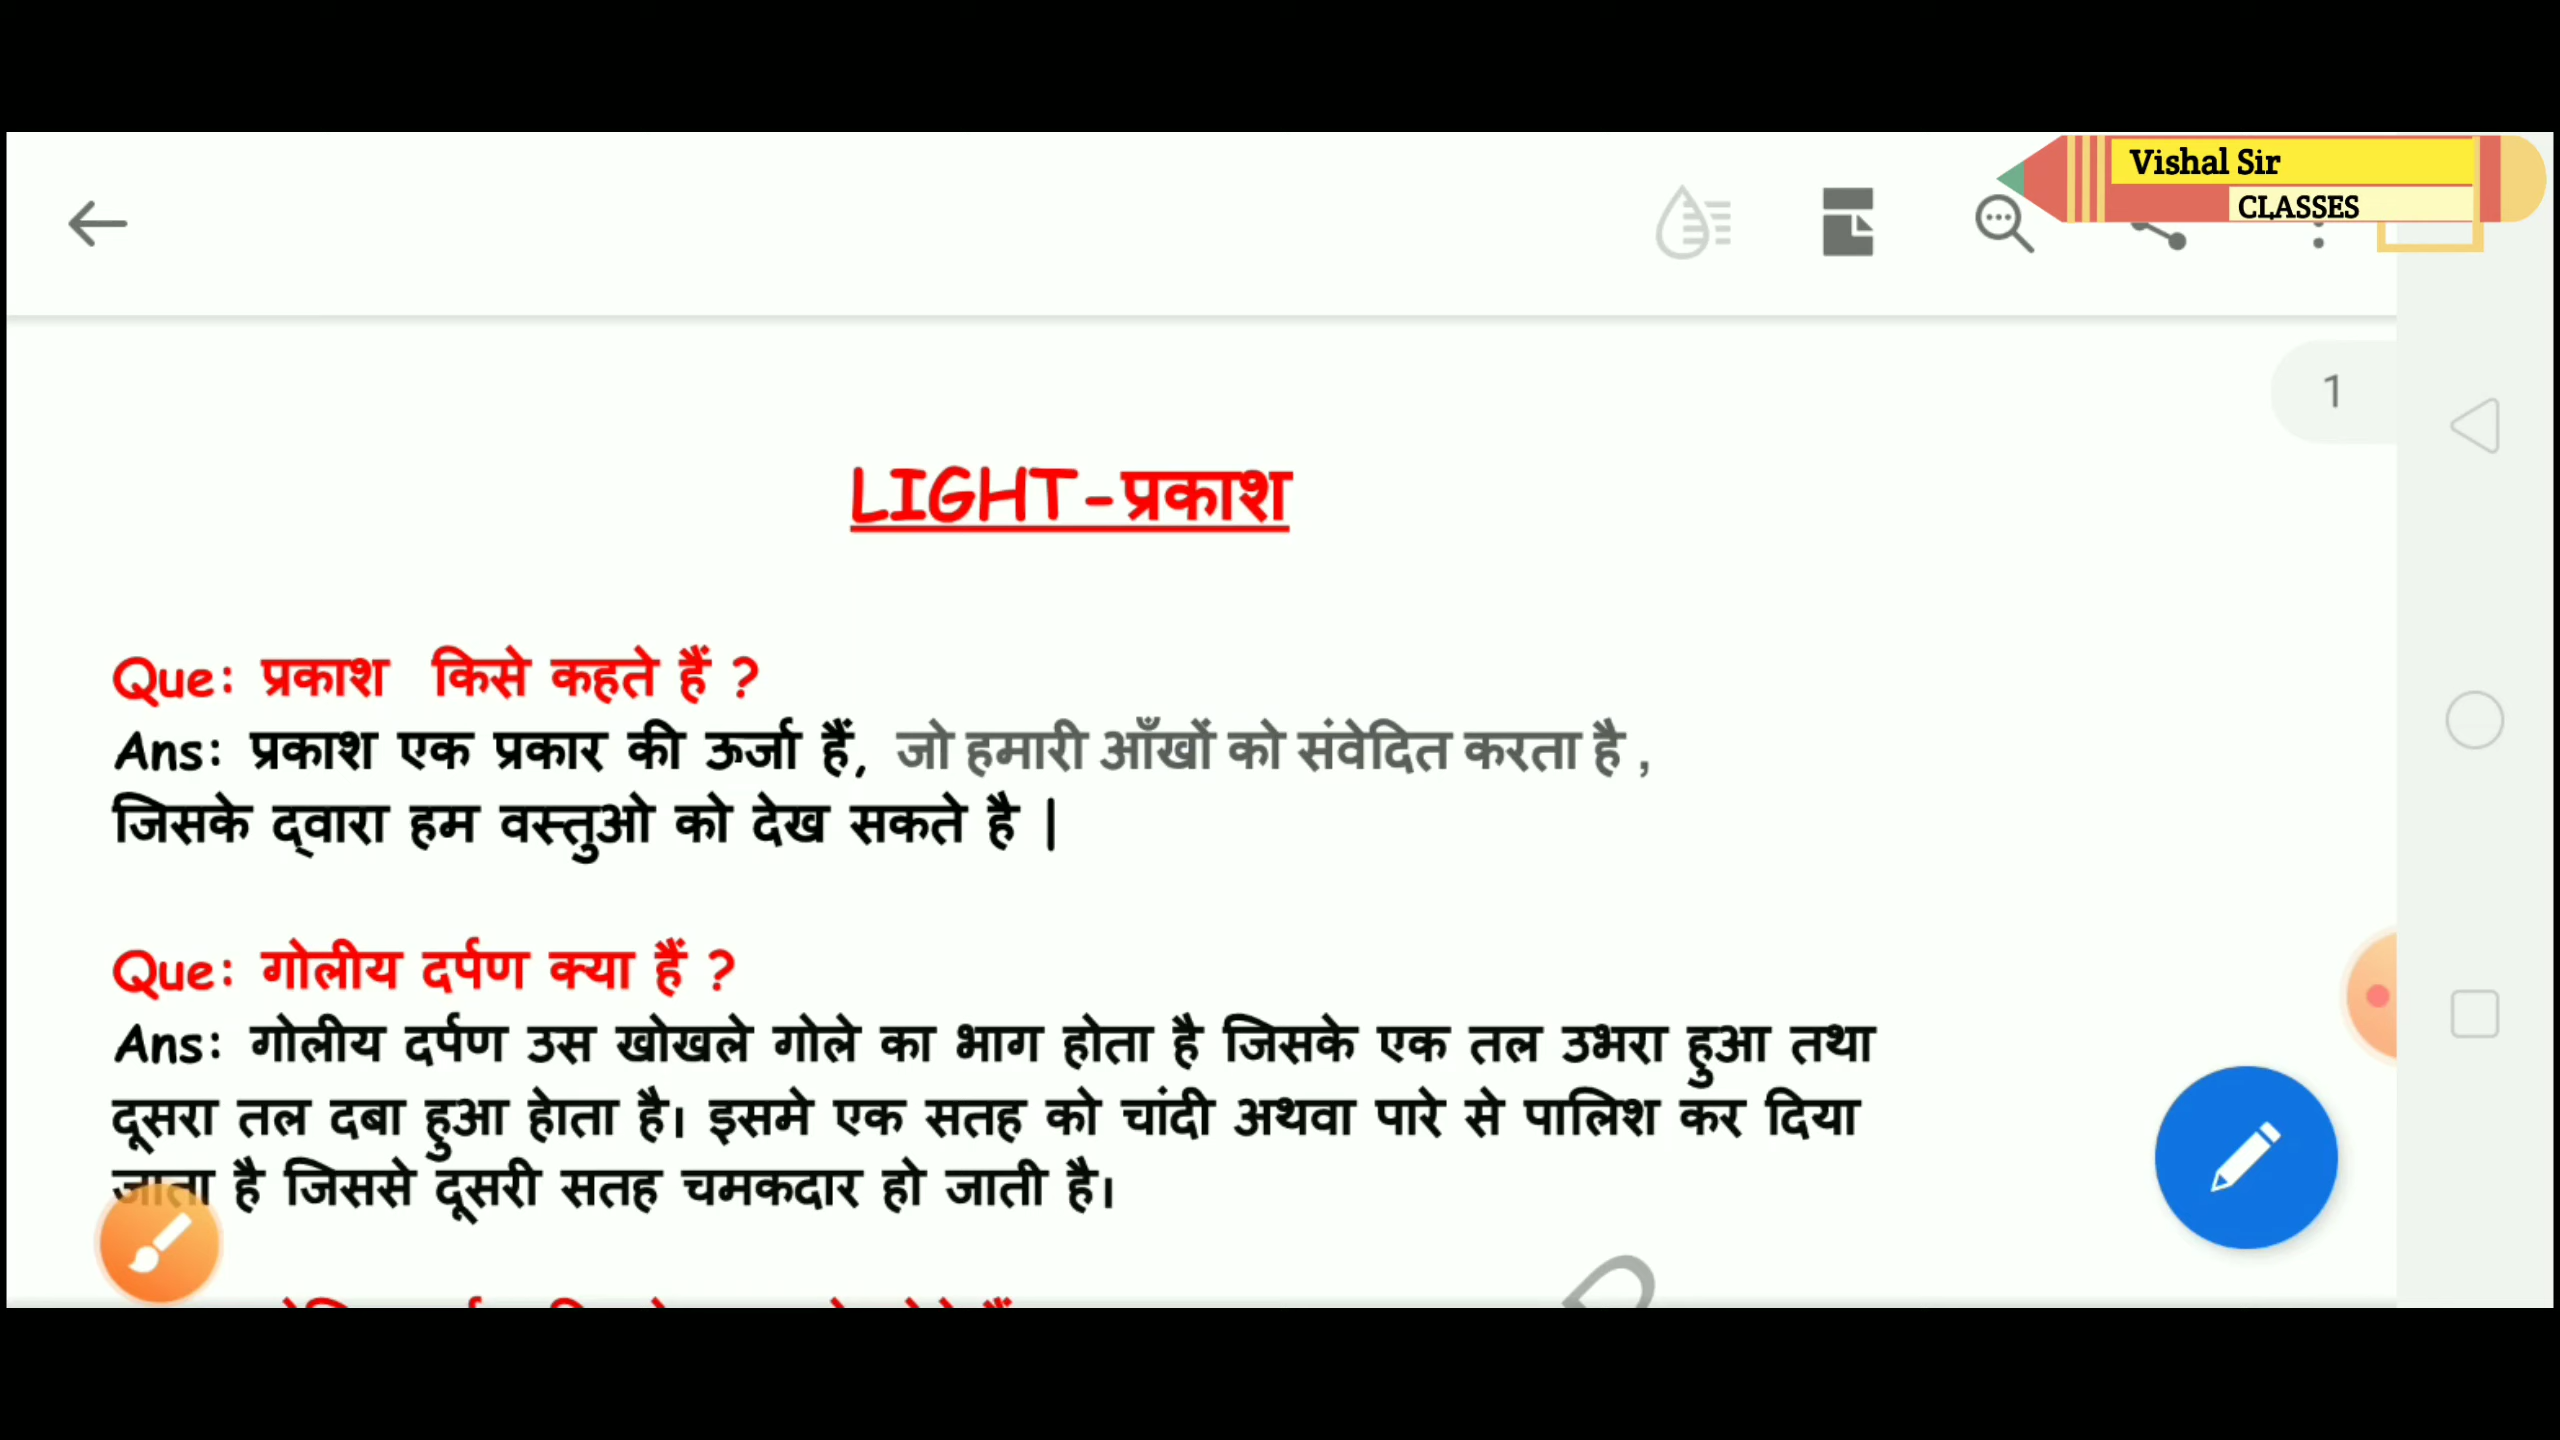 Vishal Sir
CLASSES
1
LIGHT-प्रकाश
Que: प्रकाश किसे कहते हैं ?
Ans: प्रकाश एक प्रकार की ऊर्जा हैं, जो हमारी आँखों को संवेदित करता है ,
जिसके द्वारा हम वस्तुओ को देख सकते है |
Que: गोलीय दर्पण क्या हैं ?
Ans: गोलीय दर्पण उस खोखले गोले का भाग होता है जिसके एक तल उभरा हुआ तथा
दूसरा तल दबा हुआ हेाता है। इसमे एक सतह को चांदी अथवा पारे से पालिश कर दिया
जाता है जिससे दूसरी सतह चमकदार हो जाती है।